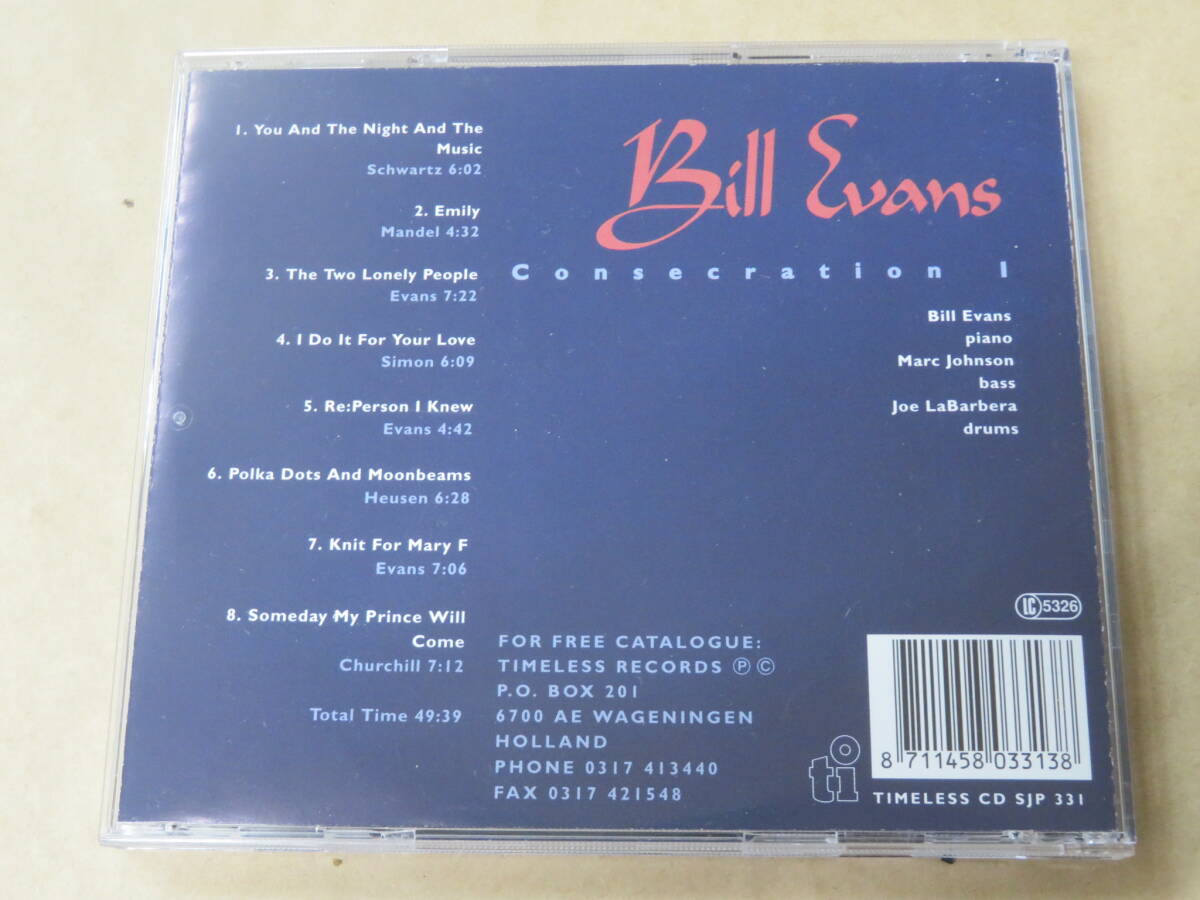 1. You And The Night And The
Music
Schwartz 6:02
2. Emily
Mandel 4:32
3. The Two Lonely People
Evans 7:22
4. I Do It For Your Love
Simon 6:09
5. Re:Person I Knew
Evans 4:42
6. Polka Dots And Moonbeams
Heusen 6:28
7. Knit For Mary F
Evans 7:06
8. Someday My Prince Will
Come
Churchill 7:12
Total Time 49:39
Bill Evans
Consecration I
Bill Evans
piano
Marc Johnson
bass
Joe LaBarbera
drums
FOR FREE CATALOGUE:
TIMELESS RECORDS Ⓟ Ⓒ
P.O. BOX 201
6700 AE WAGENINGEN
HOLLAND
PHONE 0317 413440
FAX 0317 421548
ti
LC 5326
8 711458 033138
TIMELESS CD SJP 331